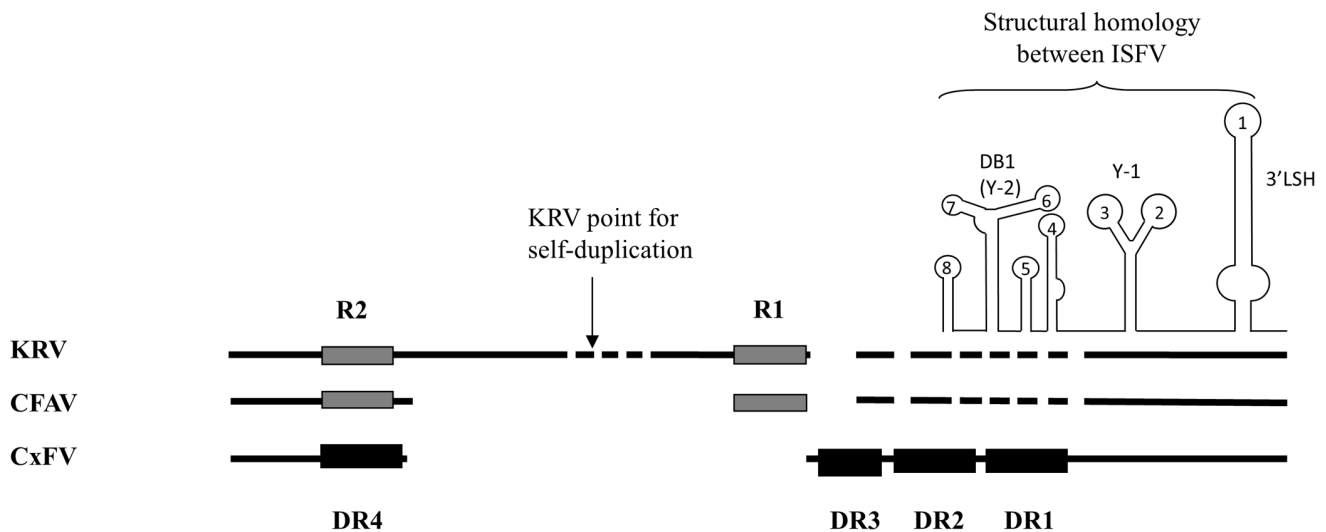 Structural homology
between ISFV
1
DB1
(Y-2)
Y-1
3'LSH
7
6
3
2
4
KRV point for
self-duplication
8
5
R2
R1
KRV
CFAV
CxFV
DR4
DR3
DR2
DR1